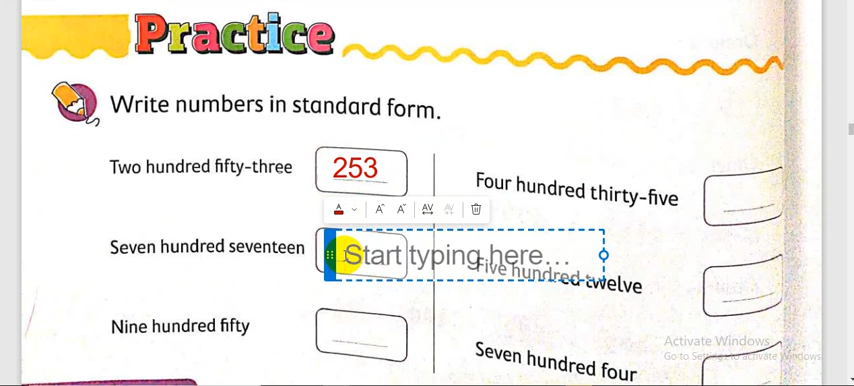 Practice
Write numbers in standard form.
Two hundred fifty-three
253
Four hundred thirty-five
Seven hundred seventeen
Start typing here...
Five hundred twelve
Nine hundred fifty
Seven hundred four
Activate Windows
Go to Settings to activate Windows.